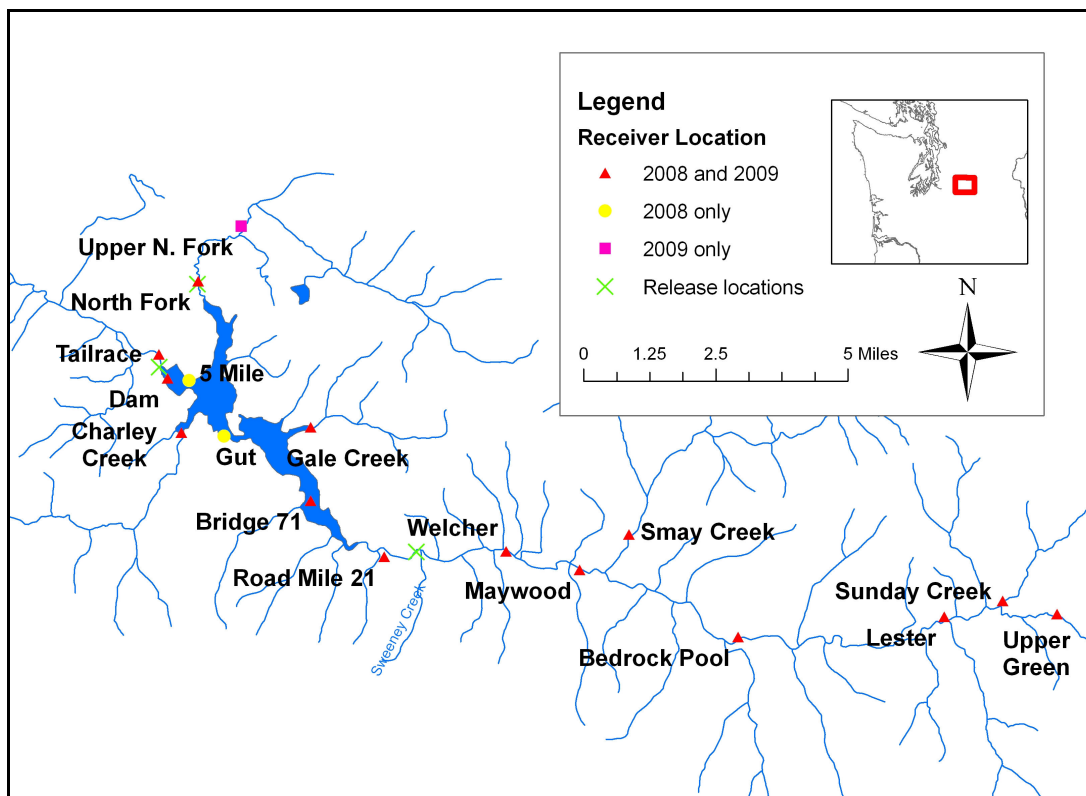 Legend
Receiver Location
2008 and 2009
2008 only
2009 only
Release locations
0 1.25 2.5 5 Miles
N
Upper N. Fork
North Fork
Tailrace
5 Mile
Dam
Charley
Creek
Gut
Gale Creek
Bridge 71
Welcher
Road Mile 21
Sweeney Creek
Maywood
Smay Creek
Bedrock Pool
Sunday Creek
Lester
Upper
Green